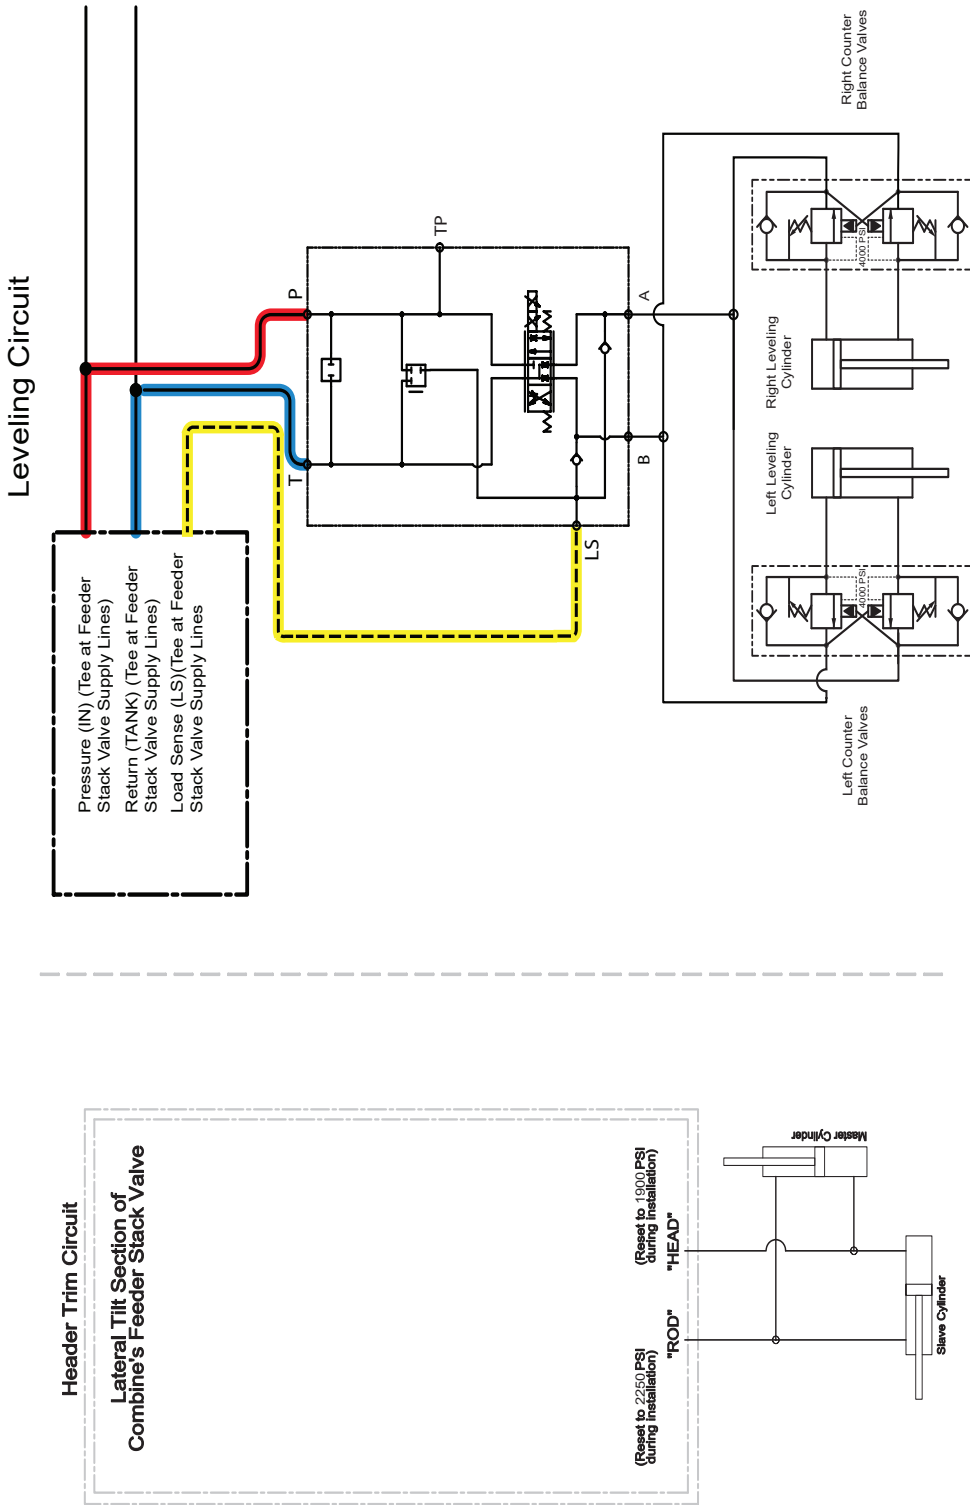 Leveling Circuit
Pressure (IN) (Tee at Feeder
Stack Valve Supply Lines)
Return (TANK) (Tee at Feeder
Stack Valve Supply Lines)
Load Sense (LS)(Tee at Feeder
Stack Valve Supply Lines
P
T
TP
LS
A
B
Right Counter
Balance Valves
4000 PSI
Right Leveling
Cylinder
Left Leveling
Cylinder
4000 PSI
Left Counter
Balance Valves
Header Trim Circuit
Lateral Tilt Section of
Combine's Feeder Stack Valve
(Reset to 2250 PSI
during installation)
"ROD"
(Reset to 1900 PSI
during installation)
"HEAD"
Master Cylinder
Slave Cylinder